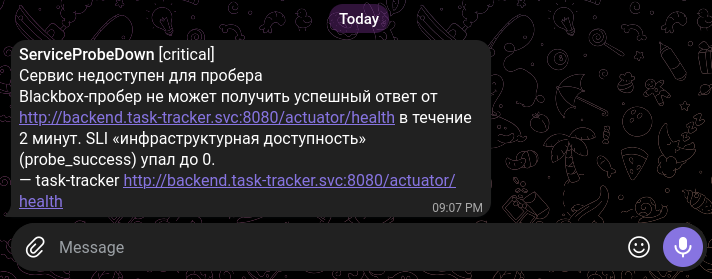 Today
ServiceProbeDown [critical]
Сервис недоступен для пробера
Blackbox-пробер не может получить успешный ответ от
http://backend.task-tracker.svc:8080/actuator/health в течение
2 минут. SLI «инфраструктурная доступность»
(probe_success) упал до 0.
— task-tracker http://backend.task-tracker.svc:8080/actuator/
health
09:07 PM
Message